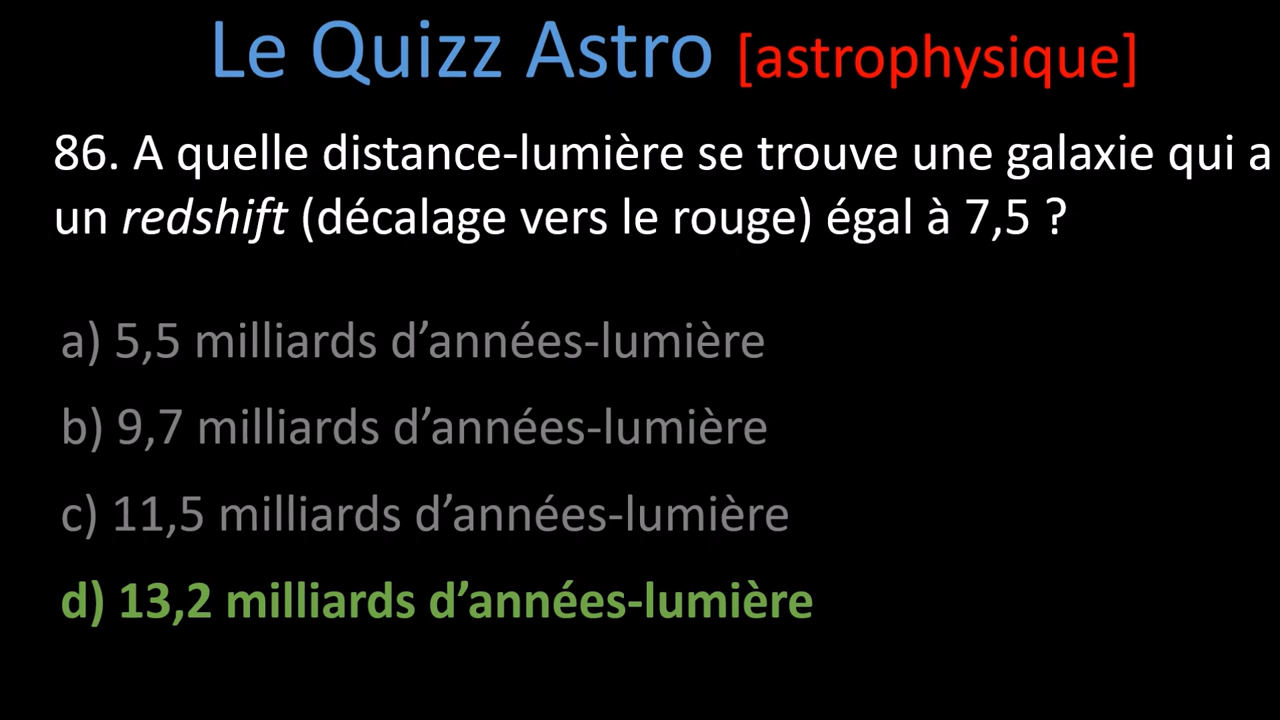 Le Quizz Astro [astrophysique]
86. A quelle distance-lumière se trouve une galaxie qui a
un redshift (décalage vers le rouge) égal à 7,5 ?
a) 5,5 milliards d’années-lumière
b) 9,7 milliards d’années-lumière
c) 11,5 milliards d’années-lumière
d) 13,2 milliards d’années-lumière